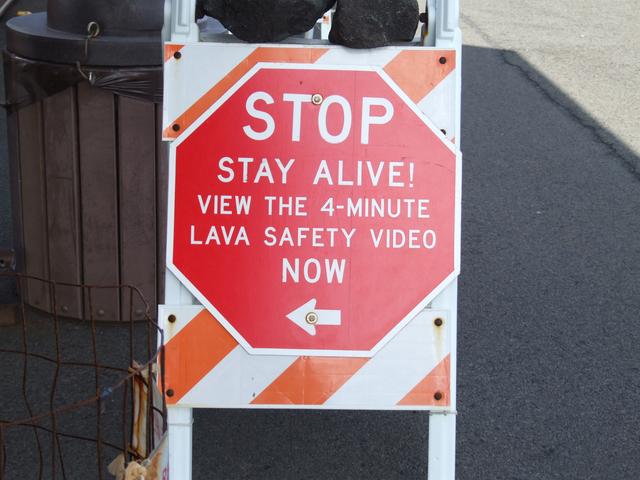 STOP
STAY ALIVE!
VIEW THE 4-MINUTE
LAVA SAFETY VIDEO
NOW